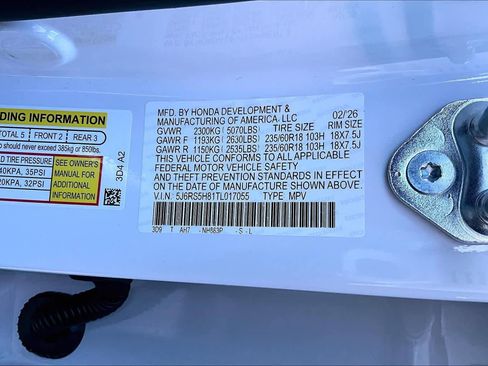 DING INFORMATION
TOTAL 5 FRONT 2 REAR 3
o should never exceed 385kg or 850lbs.
D TIRE PRESSURE
40KPA, 35PSI
20KPA, 32PSI
SEE OWNER'S
MANUAL FOR
ADDITIONAL
INFORMATION
3D4 A2
MFD. BY HONDA DEVELOPMENT &
MANUFACTURING OF AMERICA, LLC 02/26
GVWR 2300KG ( 5070LBS) TIRE SIZE RIM SIZE
GAWR F 1193KG ( 2630LBS) 235/60R18 103H 18X7.5J
GAWR R 1150KG ( 2535LBS) 235/60R18 103H 18X7.5J
THIS VEHICLE CONFORMS TO ALL APPLICABLE
FEDERAL MOTOR VEHICLE SAFETY
AND THEFT PREVENTION STANDARDS IN EFFECT
ON THE DATE OF MANUFACTURE SHOWN ABOVE.
V.I.N. 5J6RS5H81TL017055 TYPE MPV
3D9 T AH7 -NH883P -S-L